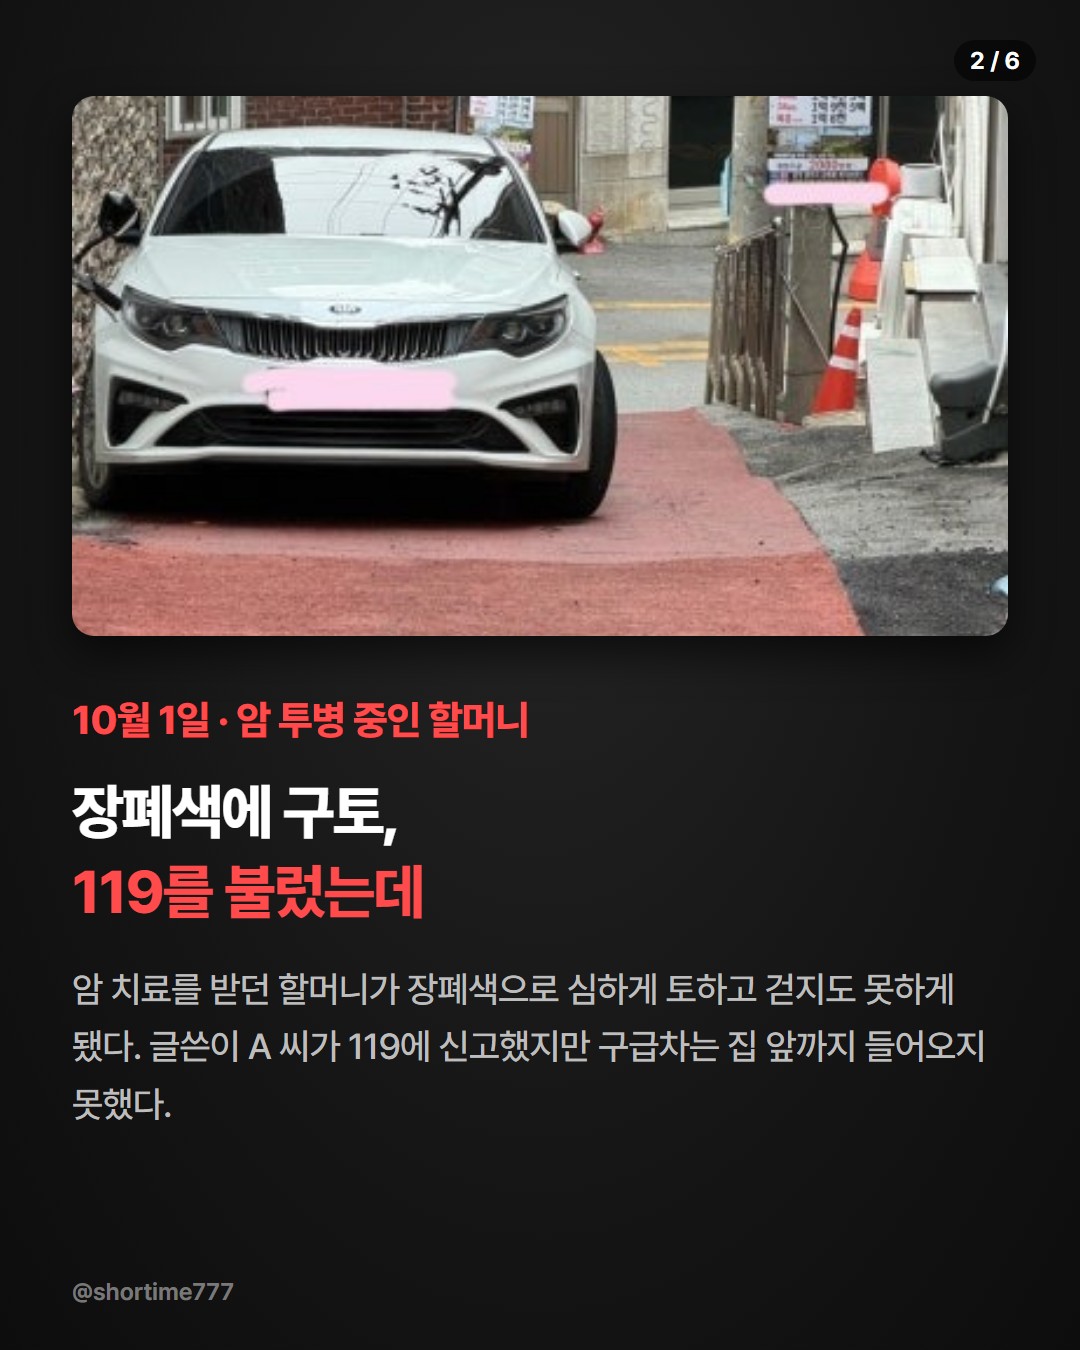 2 / 6
KIA
10월 1일 · 암 투병 중인 할머니
장폐색에 구토,
119를 불렀는데
암 치료를 받던 할머니가 장폐색으로 심하게 토하고 걷지도 못하게
됐다. 글쓴이 A 씨가 119에 신고했지만 구급차는 집 앞까지 들어오지
못했다.
@shortime777